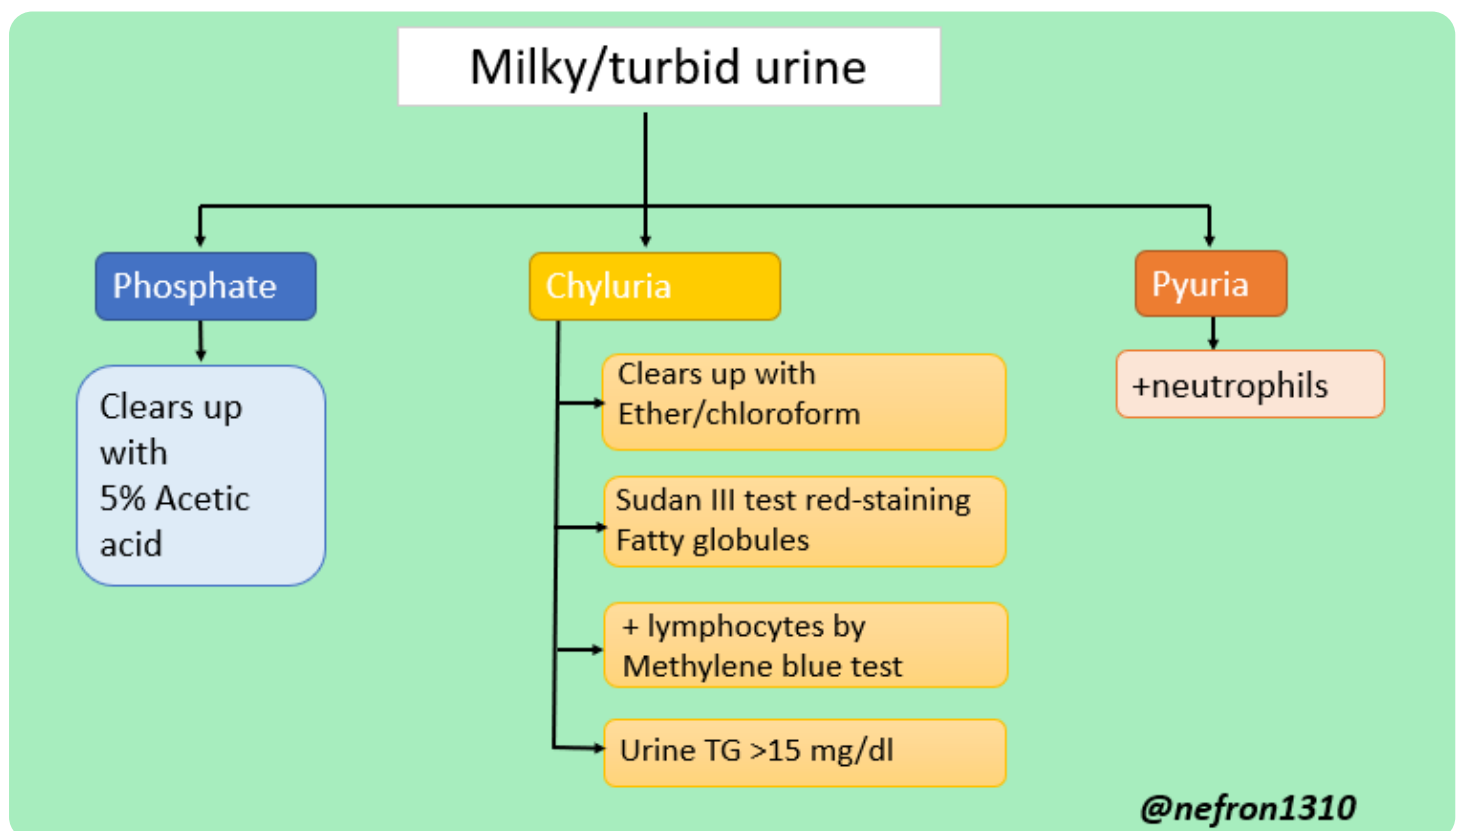 Milky/turbid urine
Phosphate
Clears up
with
5% Acetic
acid
Chyluria
Clears up with
Ether/chloroform
Sudan III test red-staining
Fatty globules
+ lymphocytes by
Methylene blue test
Urine TG >15 mg/dl
Pyuria
+neutrophils
@nefron1310